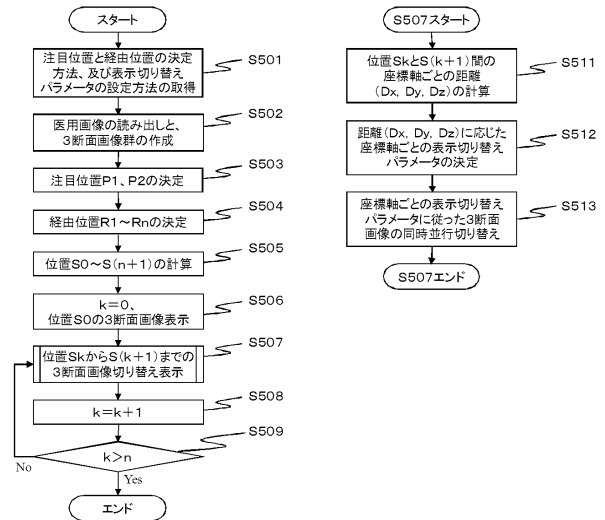 スタート
注目位置と経由位置の決定
方法、及び表示切り替え
パラメータの設定方法の取得
S501
医用画像の読み出しと、
3断面画像群の作成
S502
注目位置P1、P2の決定
S503
経由位置R1～Rnの決定
S504
位置S0～S(n+1)の計算
S505
k=0、
位置S0の3断面画像表示
S506
位置SkからS(k+1)までの
3断面画像切り替え表示
S507
k=k+1
S508
k>n
S509
No
Yes
エンド
S507スタート
位置SkとS(k+1)間の
座標軸ごとの距離
(Dx, Dy, Dz)の計算
S511
距離(Dx, Dy, Dz)に応じた
座標軸ごとの表示切り替え
パラメータの決定
S512
座標軸ごとの表示切り替え
パラメータに従った3断面
画像の同時並行切り替え
S513
S507エンド